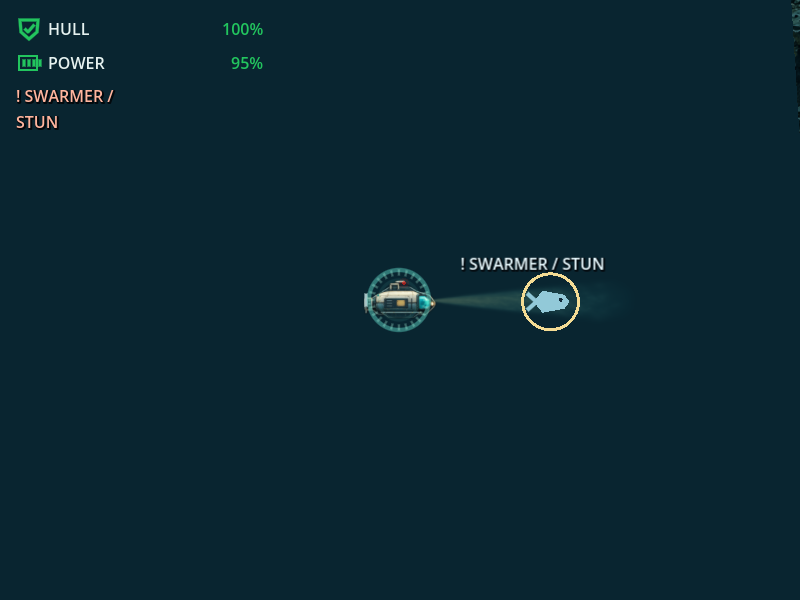 HULL 100%
POWER 95%
! SWARMER /
STUN
! SWARMER / STUN